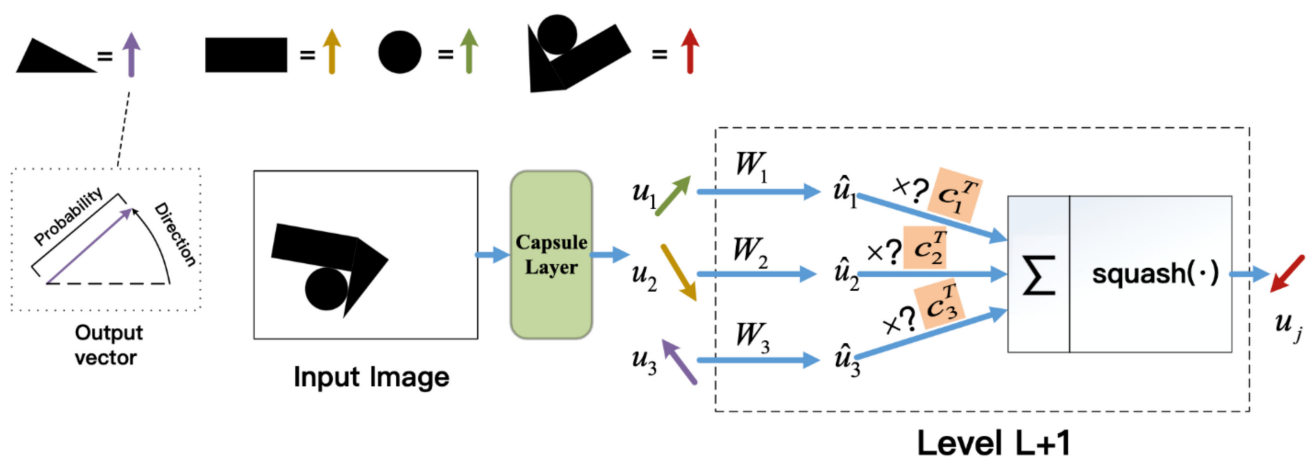 = = = =
Probability
Direction
Output
vector
Input Image
Capsule
Layer
u₁ W₁ û₁ ×? c₁ᵀ
u₂ W₂ û₂ ×? c₂ᵀ
u₃ W₃ û₃ ×? c₃ᵀ
Σ squash(·)
uⱼ
Level L+1